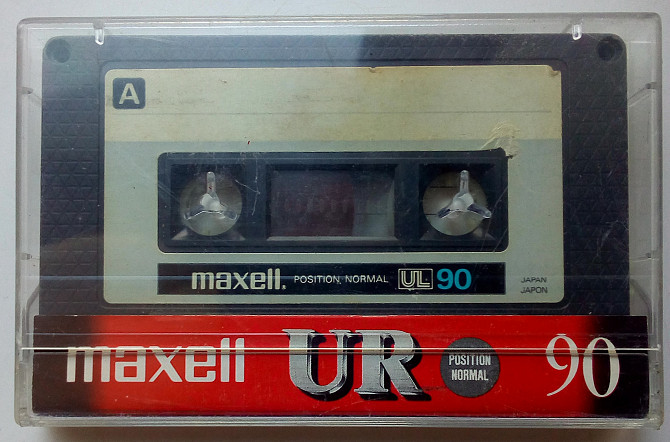 A
maxell. POSITION NORMAL UL 90
JAPAN
JAPON
maxell UR POSITION NORMAL 90